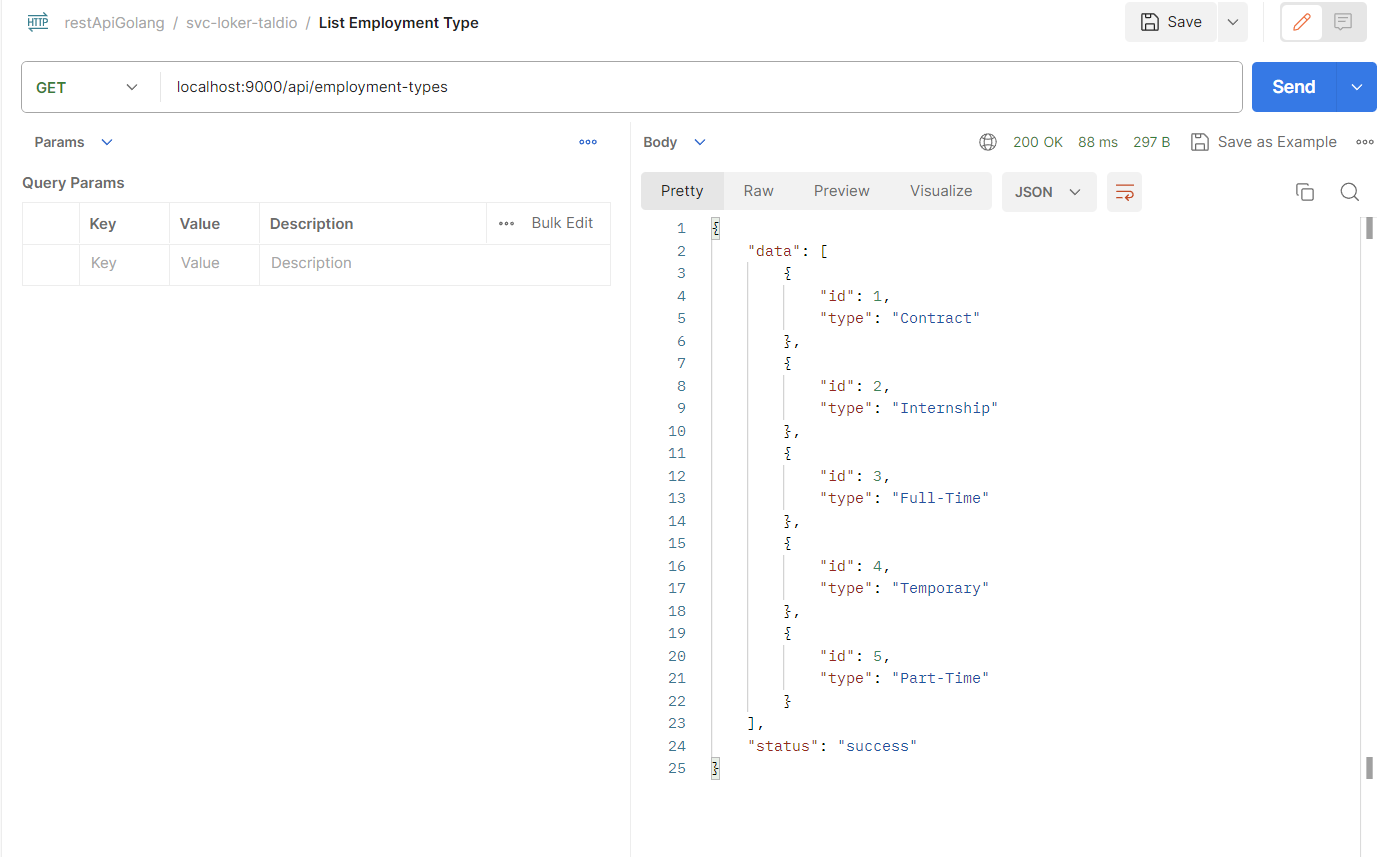 HTTP restApiGolang / svc-loker-taldio / List Employment Type Save
GET localhost:9000/api/employment-types Send
Params
Query Params
Key Value Description Bulk Edit
Key Value Description
Body 200 OK 88 ms 297 B Save as Example
Pretty Raw Preview Visualize JSON
1 {
2 "data": [
3 {
4 "id": 1,
5 "type": "Contract"
6 },
7 {
8 "id": 2,
9 "type": "Internship"
10 },
11 {
12 "id": 3,
13 "type": "Full-Time"
14 },
15 {
16 "id": 4,
17 "type": "Temporary"
18 },
19 {
20 "id": 5,
21 "type": "Part-Time"
22 }
23 ],
24 "status": "success"
25 }